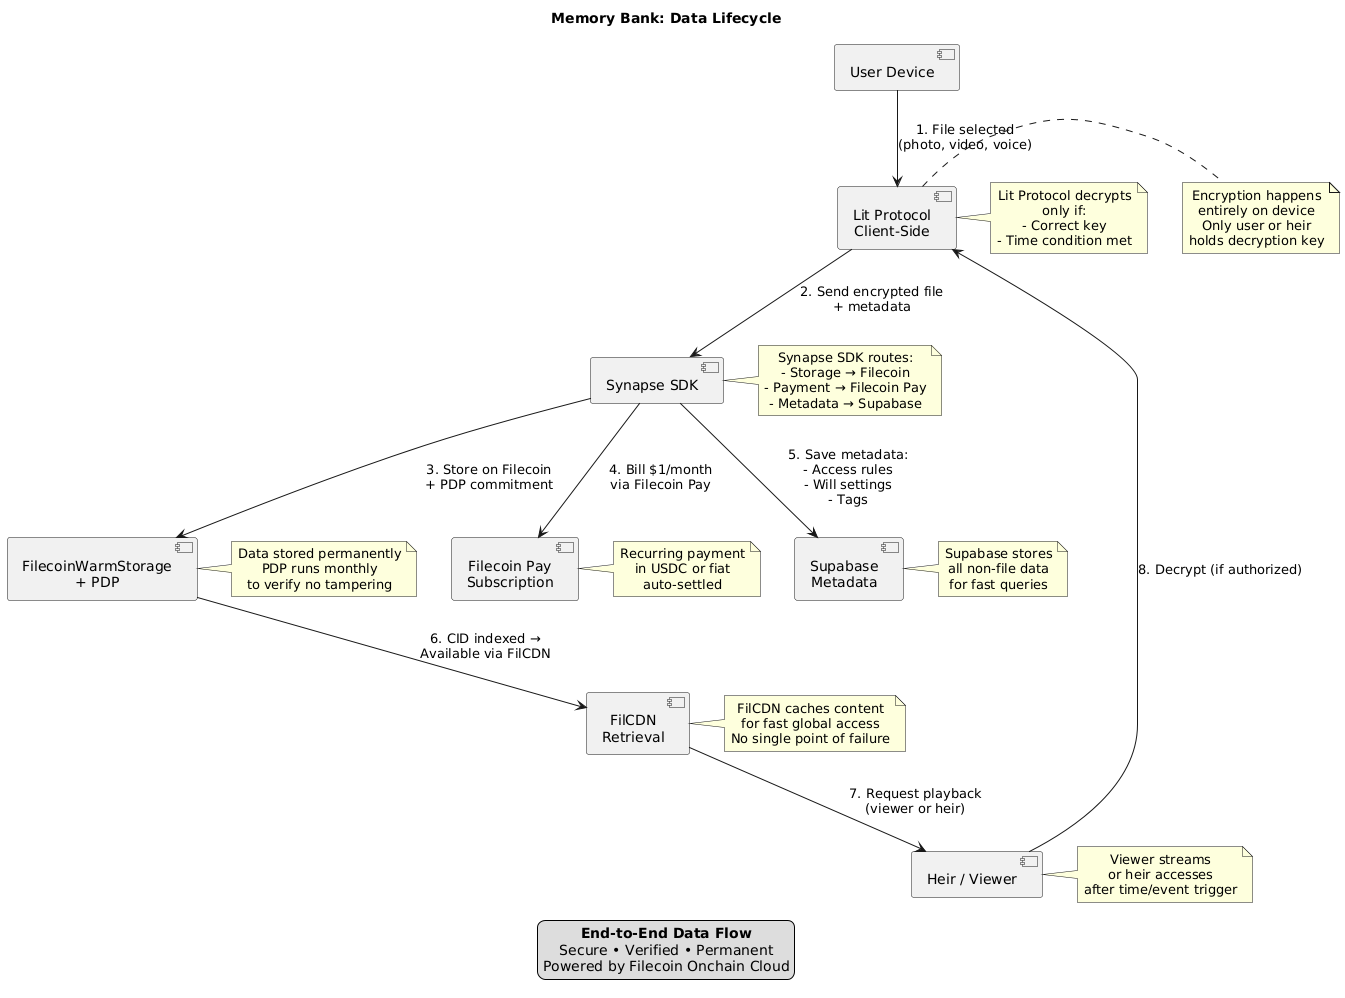 Memory Bank: Data Lifecycle
User Device
1. File selected
(photo, video, voice)
Lit Protocol
Client-Side
Lit Protocol decrypts
only if:
- Correct key
- Time condition met
Encryption happens
entirely on device
Only user or heir
holds decryption key
2. Send encrypted file
+ metadata
Synapse SDK
Synapse SDK routes:
- Storage → Filecoin
- Payment → Filecoin Pay
- Metadata → Supabase
3. Store on Filecoin
+ PDP commitment
4. Bill $1/month
via Filecoin Pay
5. Save metadata:
- Access rules
- Will settings
- Tags
FilecoinWarmStorage
+ PDP
Data stored permanently
PDP runs monthly
to verify no tampering
Filecoin Pay
Subscription
Recurring payment
in USDC or fiat
auto-settled
Supabase
Metadata
Supabase stores
all non-file data
for fast queries
8. Decrypt (if authorized)
6. CID indexed →
Available via FilCDN
FilCDN
Retrieval
FilCDN caches content
for fast global access
No single point of failure
7. Request playback
(viewer or heir)
Heir / Viewer
Viewer streams
or heir accesses
after time/event trigger
End-to-End Data Flow
Secure • Verified • Permanent
Powered by Filecoin Onchain Cloud